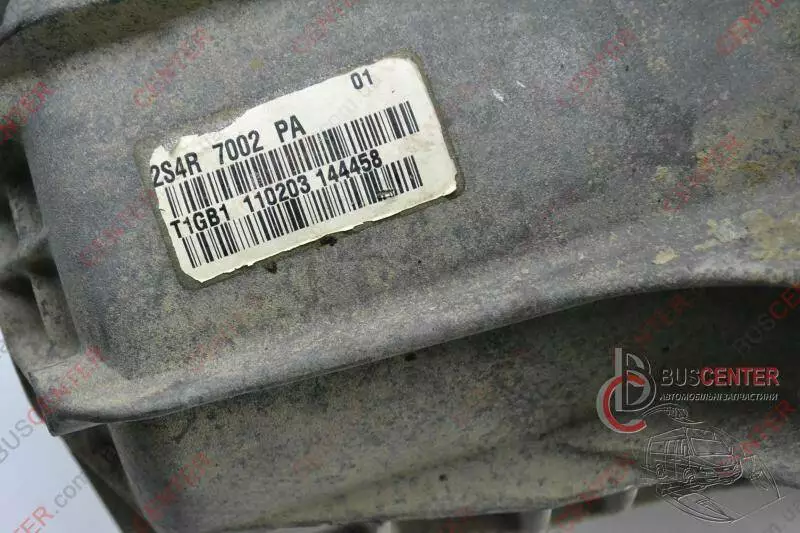 01
2S4R 7002 PA
T1GB1 110203 144458
BUSCENTER
АВТОМОБІЛЬНІ ЗАПЧАСТИНИ